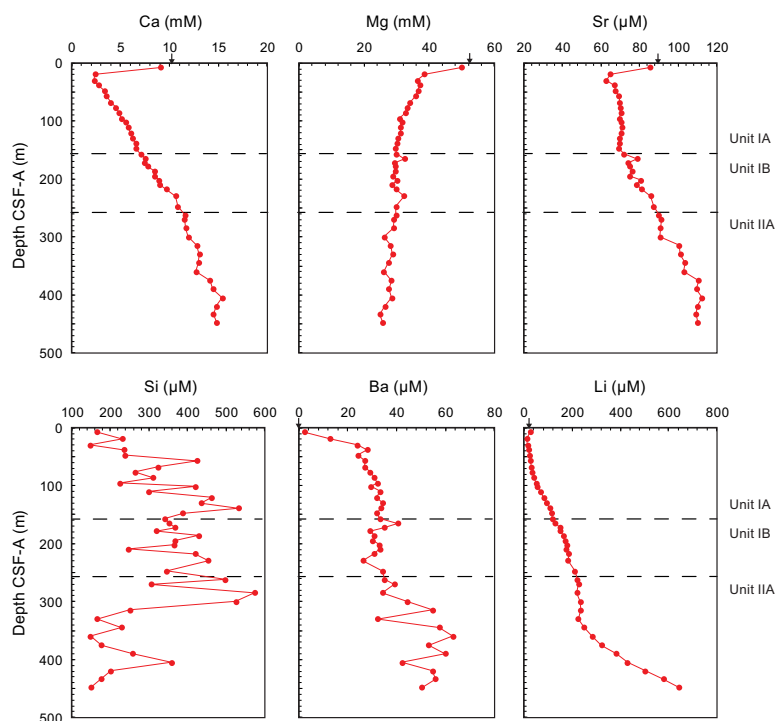 Ca (mM)
Mg (mM)
Sr (µM)
0 5 10 15 20
0 20 40 60
20 40 60 80 100 120
Depth CSF-A (m)
0
100
200
300
400
500
Unit IA
Unit IB
Unit IIA
Si (µM)
Ba (µM)
Li (µM)
100 200 300 400 500 600
0 20 40 60 80
0 200 400 600 800
Depth CSF-A (m)
0
100
200
300
400
500
Unit IA
Unit IB
Unit IIA